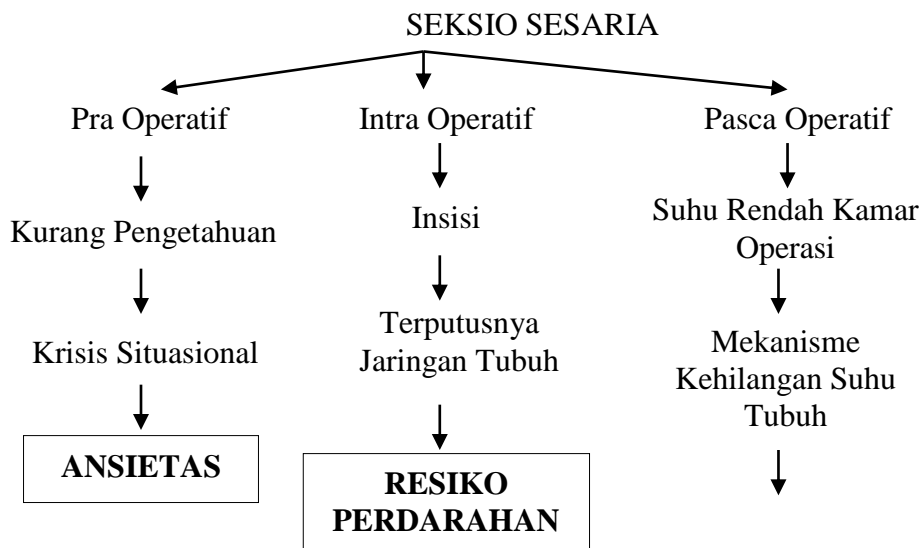 SEKSIO SESARIA
Pra Operatif
Intra Operatif
Pasca Operatif
Kurang Pengetahuan
Insisi
Suhu Rendah Kamar
Operasi
Krisis Situasional
Terputusnya
Jaringan Tubuh
Mekanisme
Kehilangan Suhu
Tubuh
ANSIETAS
RESIKO
PERDARAHAN